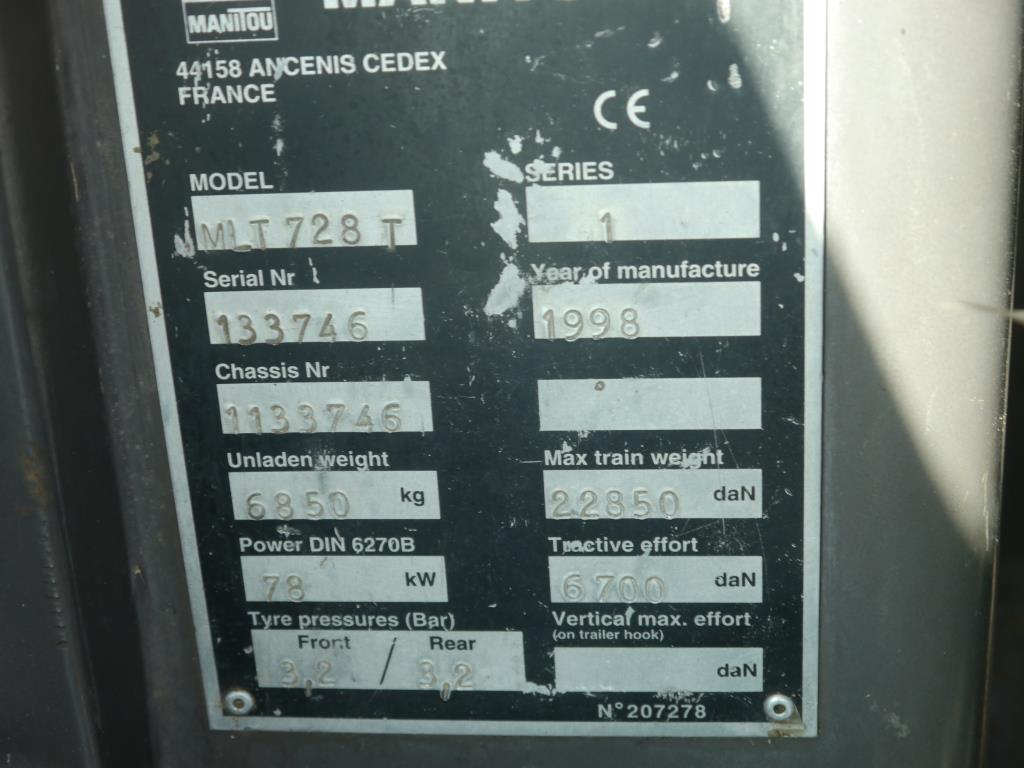 MANITOU
44158 ANCENIS CEDEX
FRANCE
CE
MODEL SERIES
MLT 728 T 1
Serial Nr Year of manufacture
133746 1998
Chassis Nr
1133746
Unladen weight Max train weight
6850 kg 22850 daN
Power DIN 6270B Tractive effort
78 kW 6700 daN
Tyre pressures (Bar) Vertical max. effort
(on trailer hook)
Front / Rear
3,2 3,2 daN
N° 207278